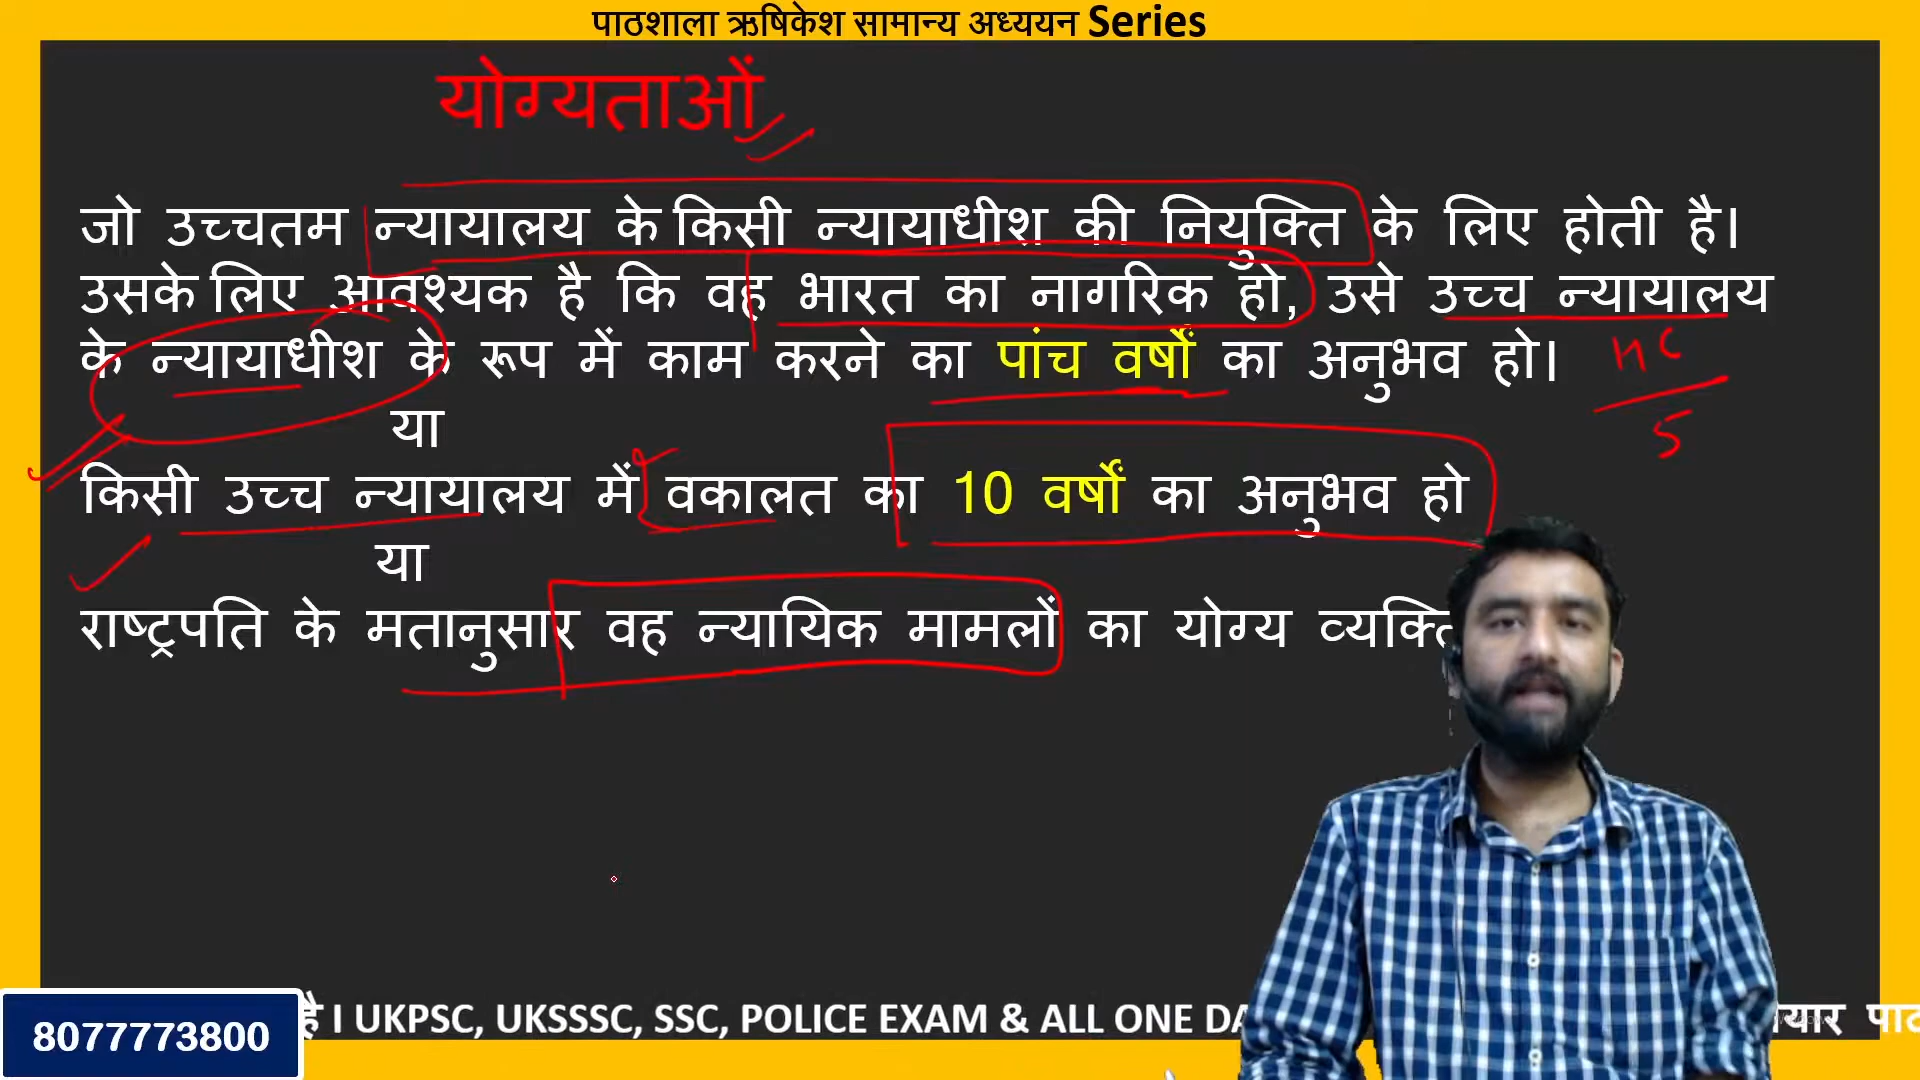 पाठशाला ऋषिकेश सामान्य अध्ययन Series
योग्यताओं
जो उच्चतम न्यायालय के किसी न्यायाधीश की नियुक्ति के लिए होती है।
उसके लिए आवश्यक है कि वह भारत का नागरिक हो, उसे उच्च न्यायालय
के न्यायाधीश के रूप में काम करने का पांच वर्षों का अनुभव हो।
HC
5
या
किसी उच्च न्यायालय में वकालत का 10 वर्षों का अनुभव हो
या
राष्ट्रपति के मतानुसार वह न्यायिक मामलों का योग्य
8077773800 है I UKPSC, UKSSSC, SSC, POLICE EXAM & ALL ONE